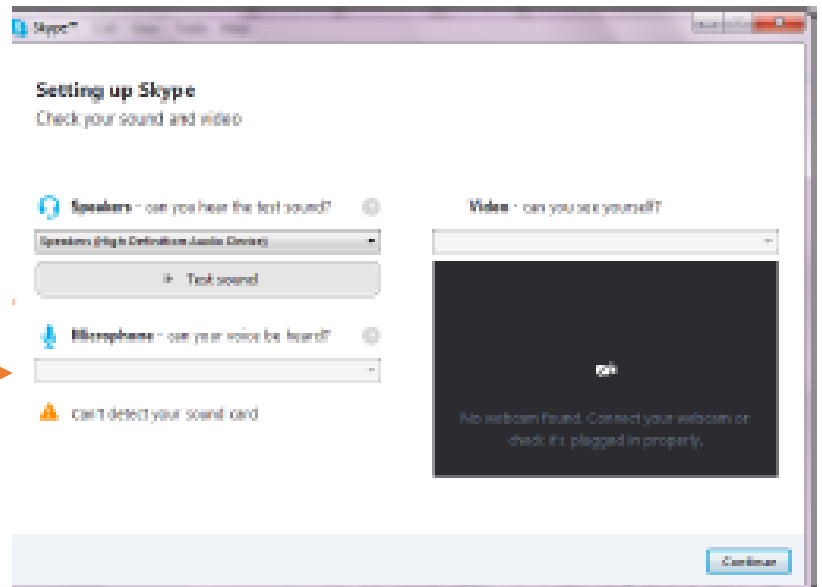 Skype™ Tools Help
Setting up Skype
Check your sound and video
Speakers - can you hear the test sound?
Speakers (High Definition Audio Device)
Test sound
Microphone - can your voice be heard?
Can't detect your sound card
Video - can you see yourself?
No webcam found. Connect your webcam or
check it's plugged in properly.
Continue